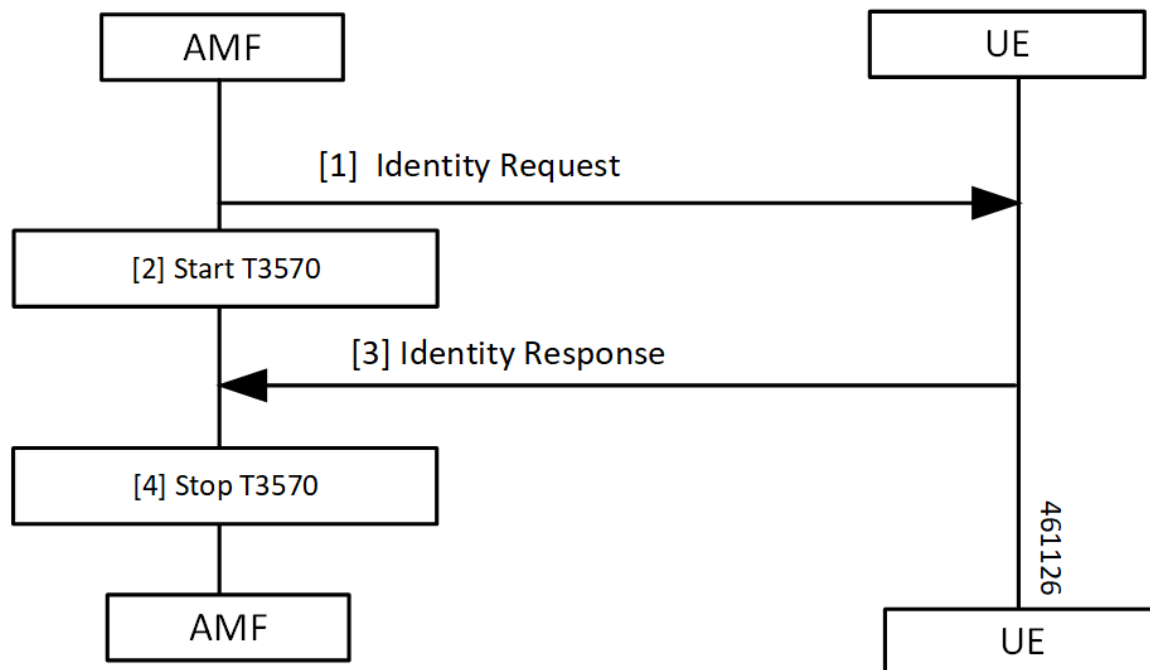 AMF
UE
[1]  Identity Request
[2] Start T3570
[3] Identity Response
[4] Stop T3570
461126
AMF
UE